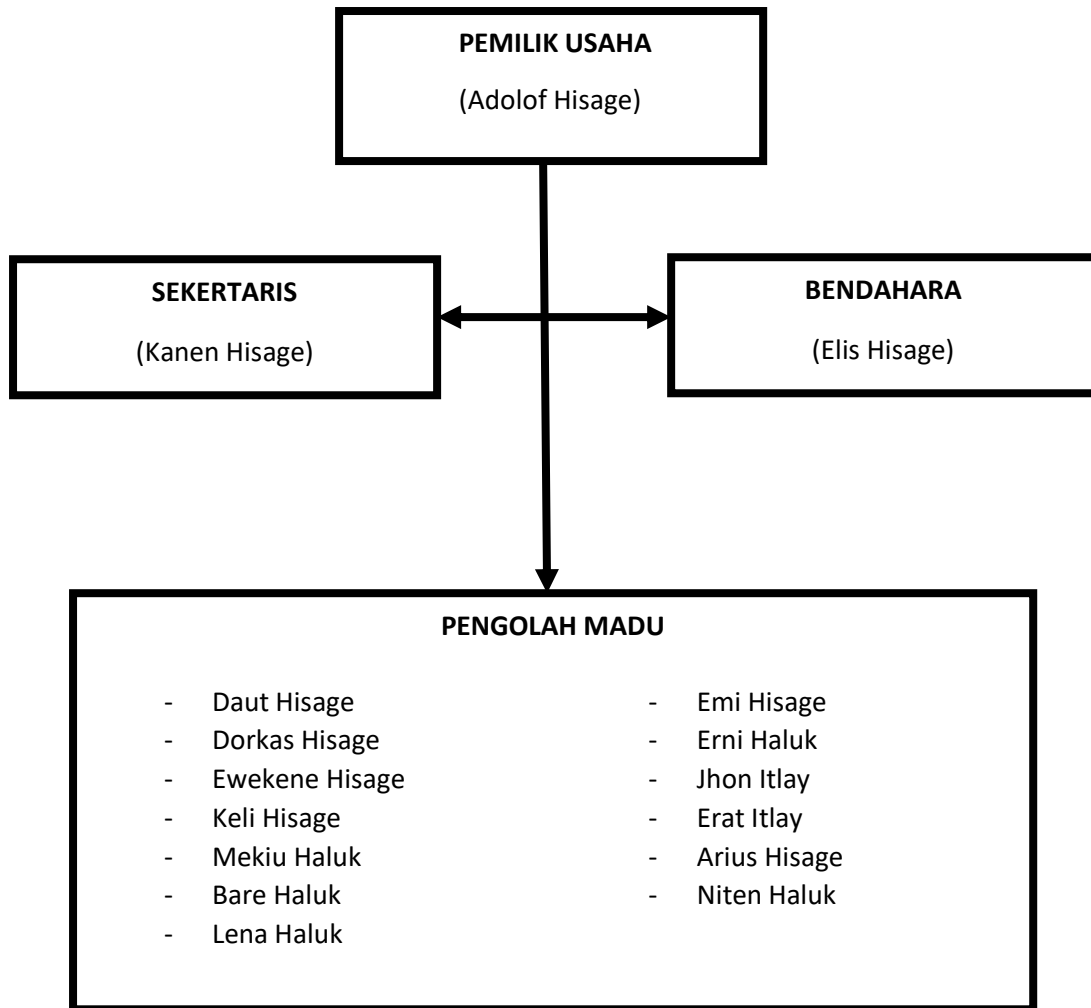 PEMILIK USAHA
(Adolof Hisage)
SEKERTARIS
(Kanen Hisage)
BENDAHARA
(Elis Hisage)
PENGOLAH MADU
- Daut Hisage
- Dorkas Hisage
- Ewekene Hisage
- Keli Hisage
- Mekiu Haluk
- Bare Haluk
- Lena Haluk
- Emi Hisage
- Erni Haluk
- Jhon Itlay
- Erat Itlay
- Arius Hisage
- Niten Haluk